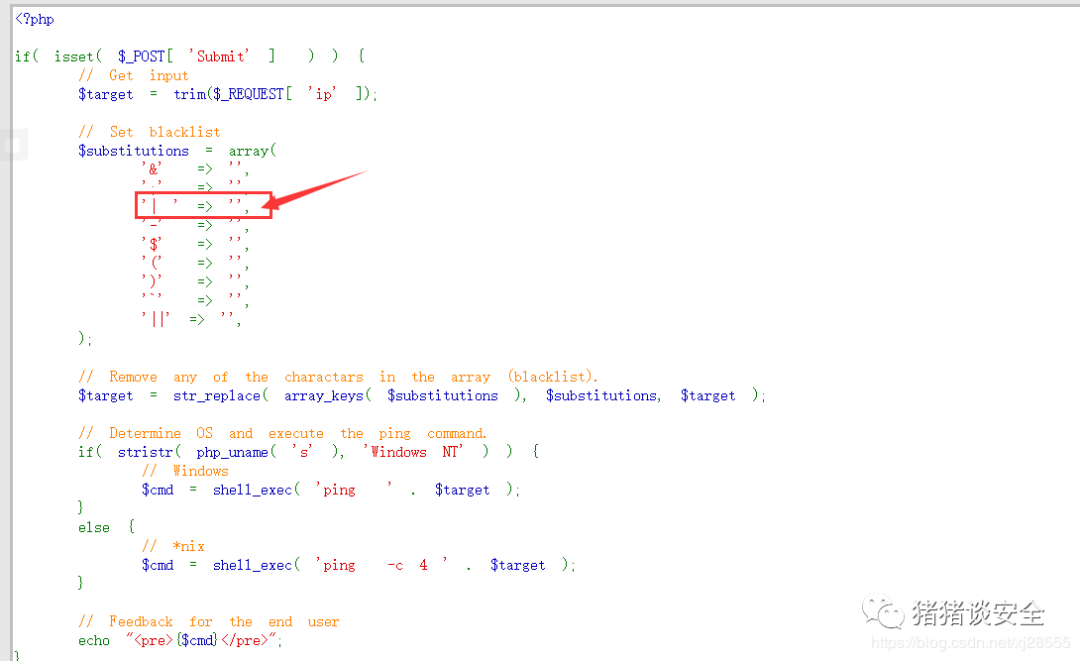 <?php
if( isset( $_POST[ 'Submit' ] ) ) {
// Get input
$target = trim($_REQUEST[ 'ip' ]);
// Set blacklist
$substitutions = array(
'&' => '',
';' => '',
'| ' => '',
'-' => '',
'$' => '',
'(' => '',
')' => '',
'`' => '',
'||' => '',
);
// Remove any of the charactars in the array (blacklist).
$target = str_replace( array_keys( $substitutions ), $substitutions, $target );
// Determine OS and execute the ping command.
if( stristr( php_uname( 's' ), 'Windows NT' ) ) {
// Windows
$cmd = shell_exec( 'ping ' . $target );
}
else {
// *nix
$cmd = shell_exec( 'ping -c 4 ' . $target );
}
// Feedback for the end user
echo "<pre>{$cmd}</pre>";
}
猪猪谈安全
https://blog.csdn.net/xj28555